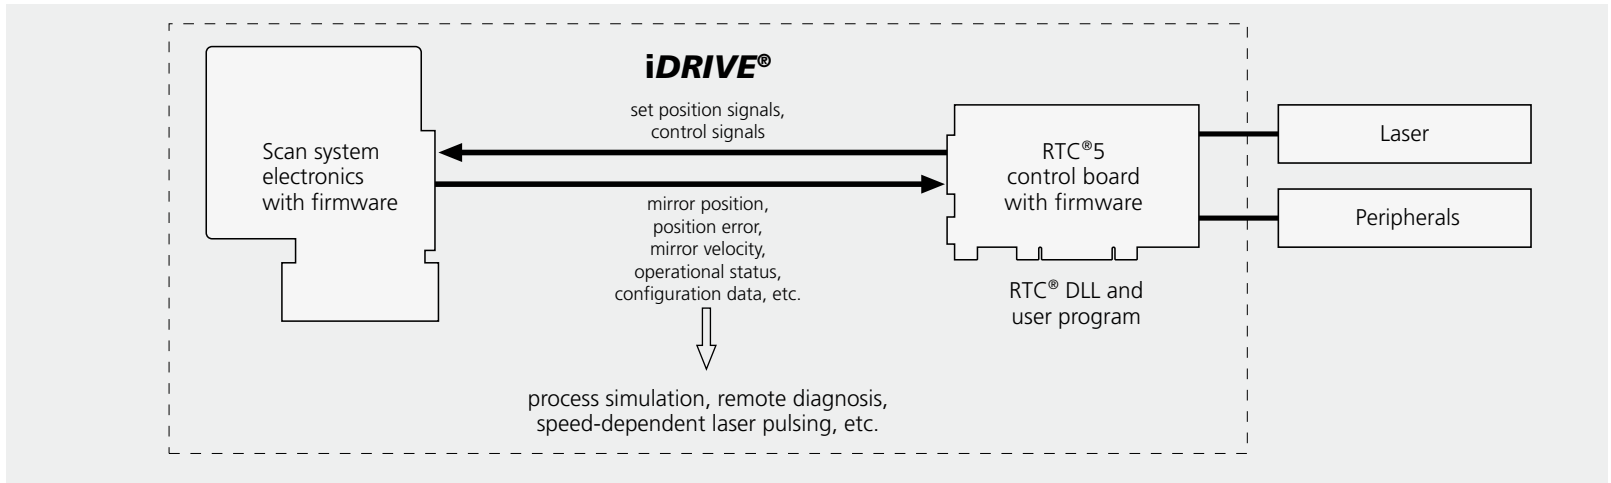 iDRIVE®
set position signals,
control signals
Scan system
electronics
with firmware
mirror position,
position error,
mirror velocity,
operational status,
configuration data, etc.
process simulation, remote diagnosis,
speed-dependent laser pulsing, etc.
RTC®5
control board
with firmware
RTC® DLL and
user program
Laser
Peripherals